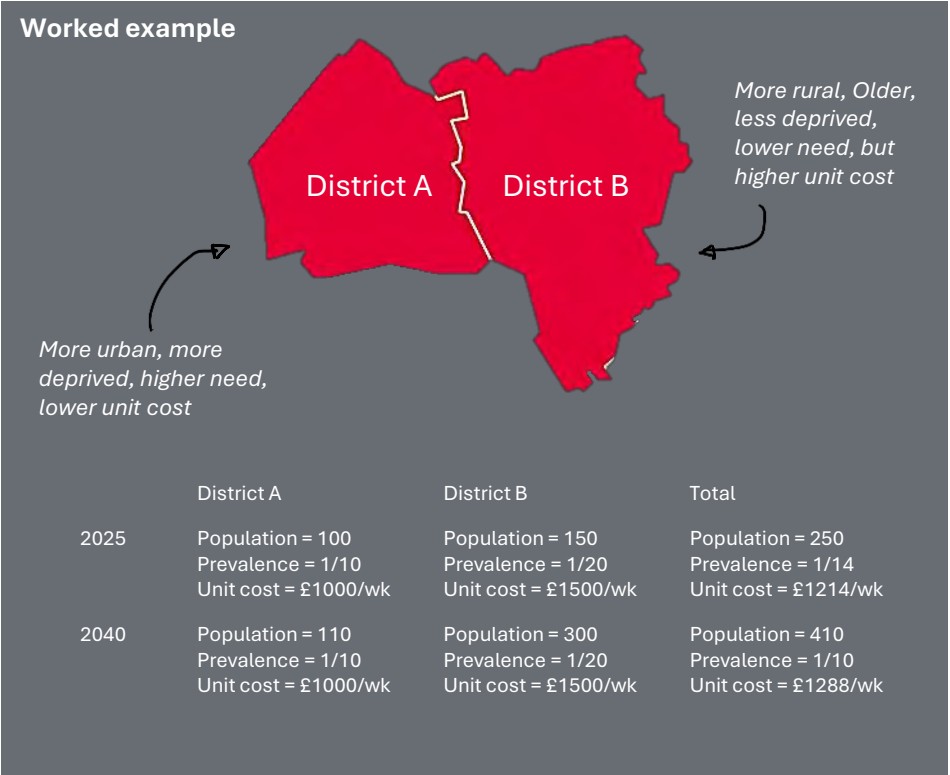 Worked example
More rural, Older,
less deprived,
lower need, but
higher unit cost
District A
District B
More urban, more
deprived, higher need,
lower unit cost
District A District B Total
2025 Population = 100 Population = 150 Population = 250
Prevalence = 1/10 Prevalence = 1/20 Prevalence = 1/14
Unit cost = £1000/wk Unit cost = £1500/wk Unit cost = £1214/wk
2040 Population = 110 Population = 300 Population = 410
Prevalence = 1/10 Prevalence = 1/20 Prevalence = 1/10
Unit cost = £1000/wk Unit cost = £1500/wk Unit cost = £1288/wk